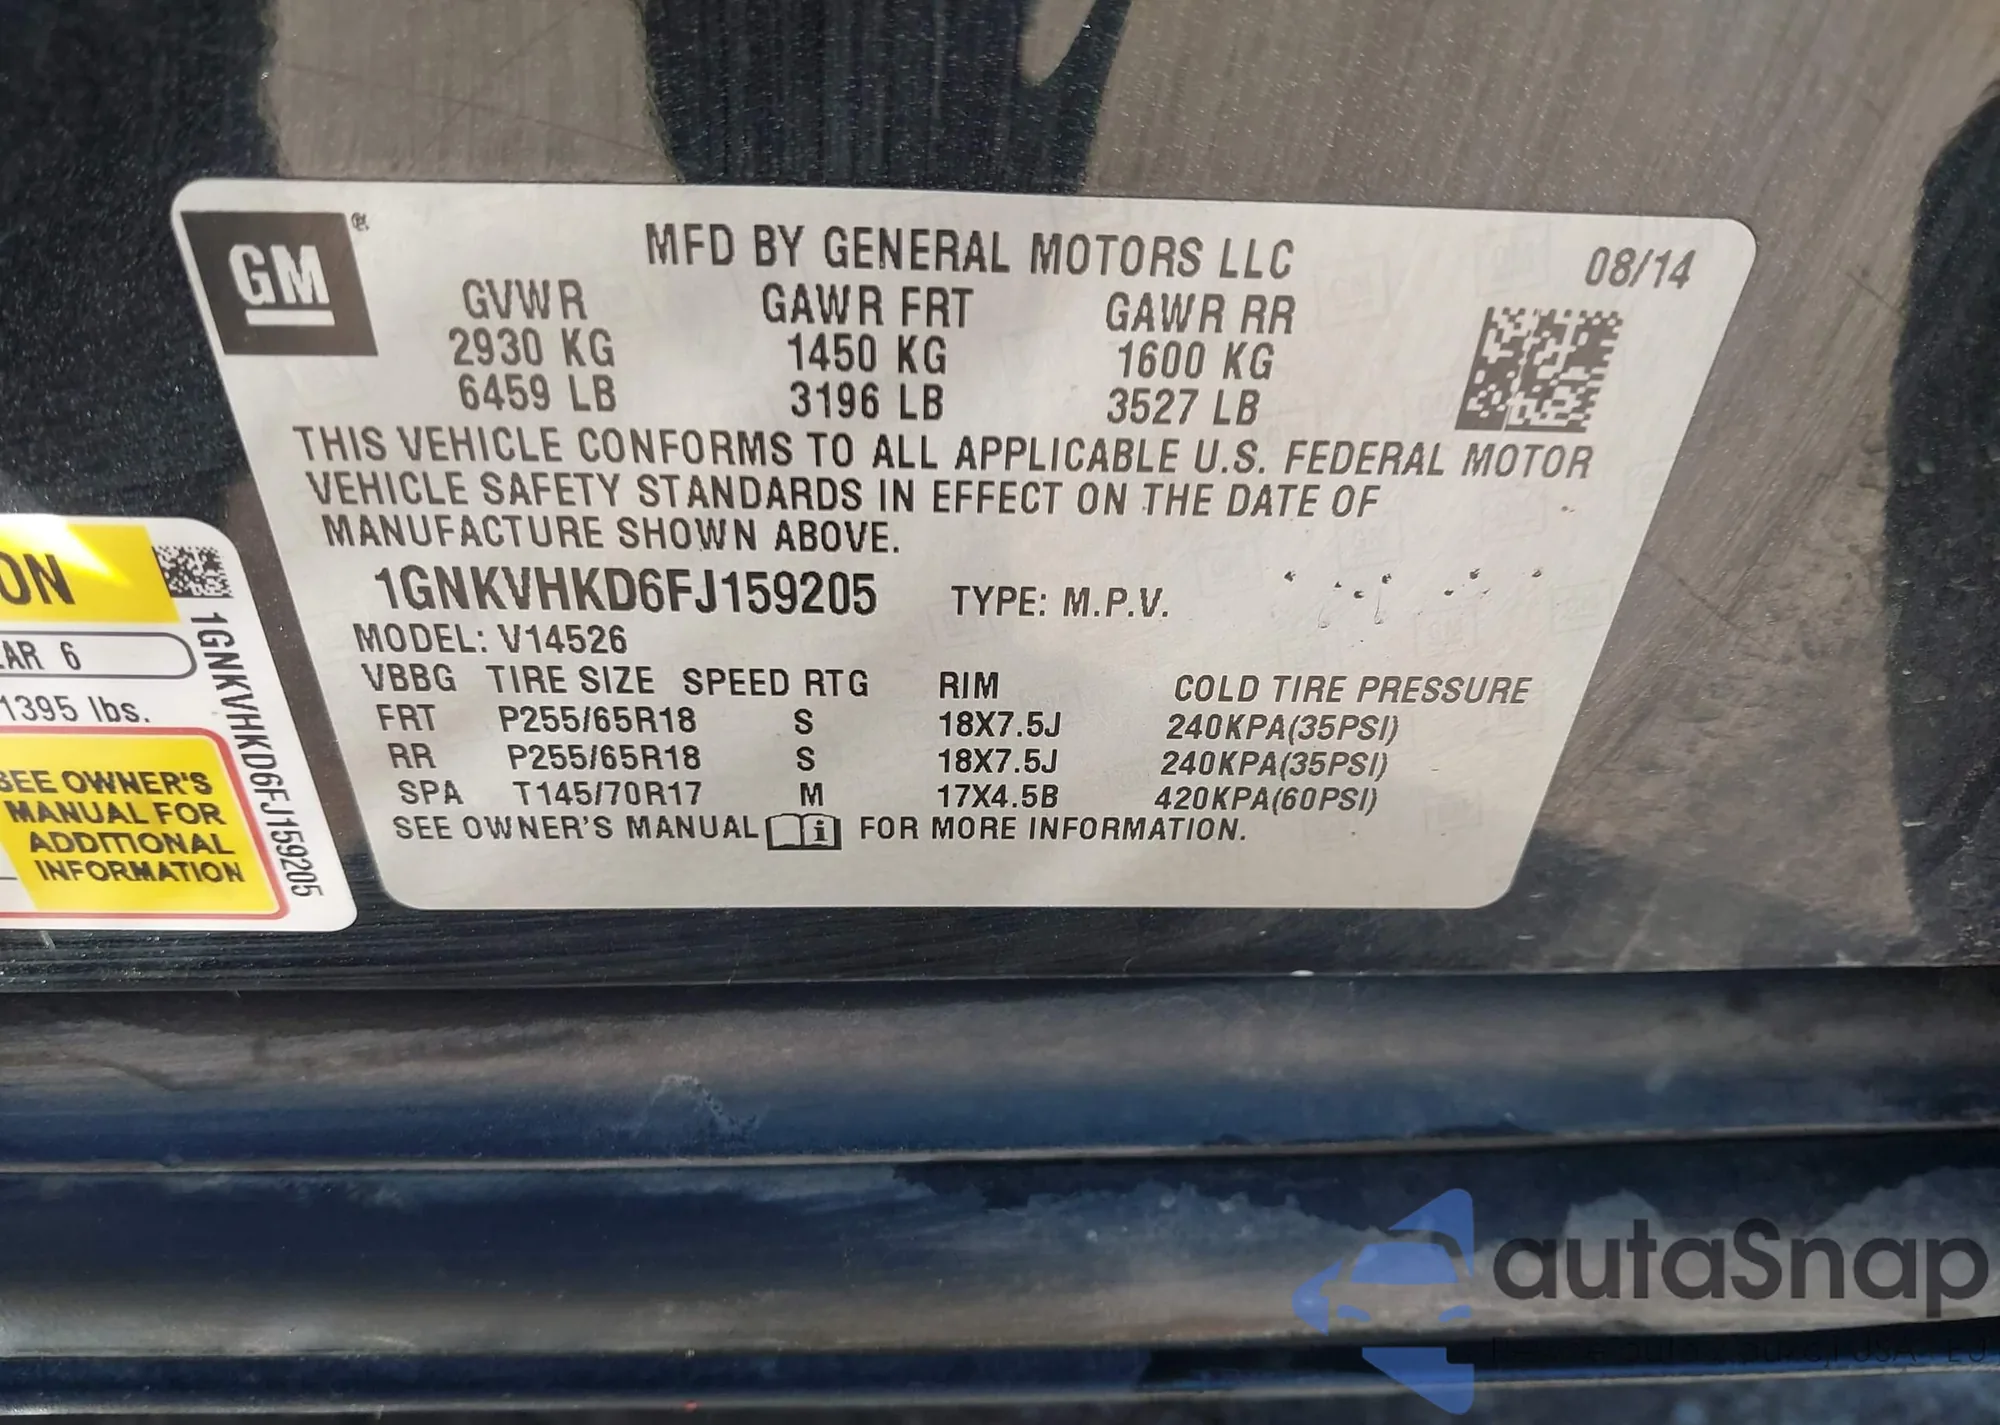 GM®
MFD BY GENERAL MOTORS LLC 08/14
GVWR GAWR FRT GAWR RR
2930 KG 1450 KG 1600 KG
6459 LB 3196 LB 3527 LB
THIS VEHICLE CONFORMS TO ALL APPLICABLE U.S. FEDERAL MOTOR
VEHICLE SAFETY STANDARDS IN EFFECT ON THE DATE OF
MANUFACTURE SHOWN ABOVE.
1GNKVHKD6FJ159205 TYPE: M.P.V.
MODEL: V14526
VBBG TIRE SIZE SPEED RTG RIM COLD TIRE PRESSURE
FRT P255/65R18 S 18X7.5J 240KPA(35PSI)
RR P255/65R18 S 18X7.5J 240KPA(35PSI)
SPA T145/70R17 M 17X4.5B 420KPA(60PSI)
SEE OWNER'S MANUAL i FOR MORE INFORMATION.
ON
AR 6
1395 lbs.
SEE OWNER'S
MANUAL FOR
ADDITIONAL
INFORMATION
1GNKVHKD6FJ159205
autaSnap